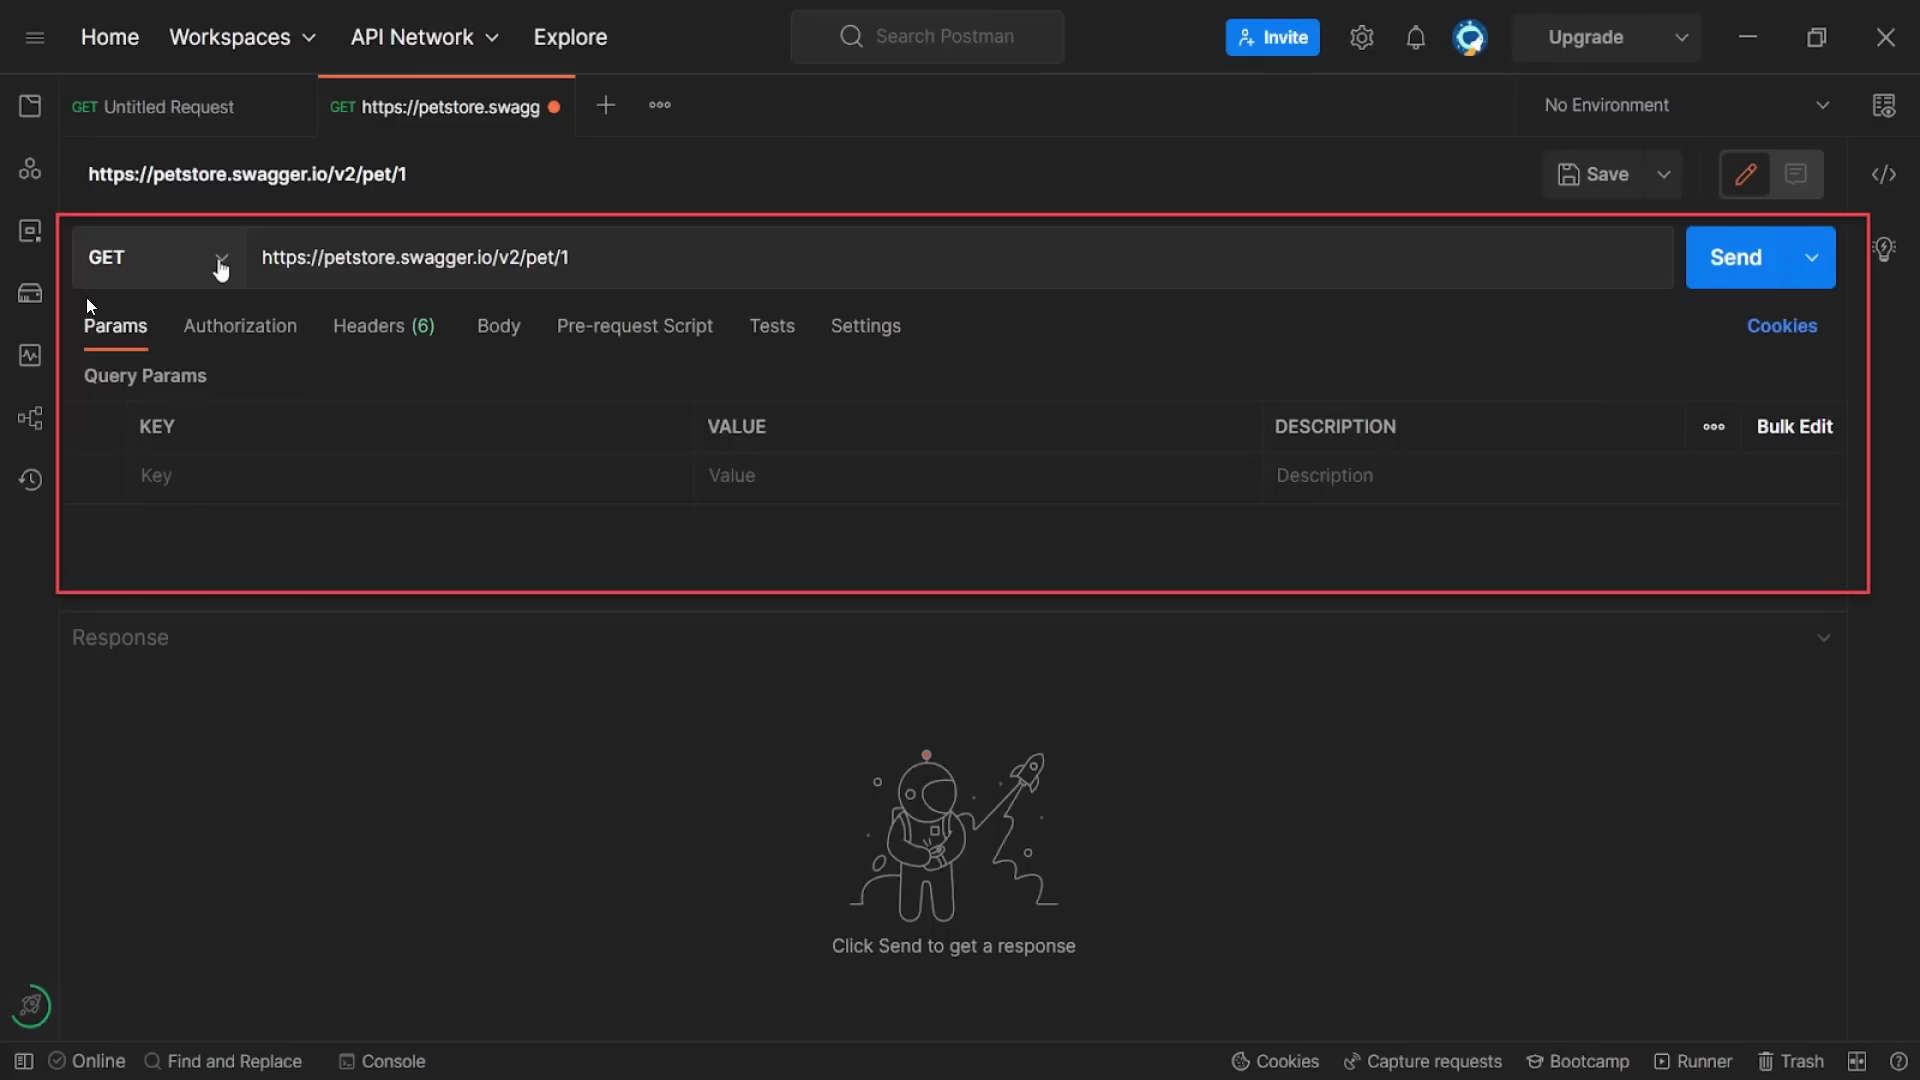 Home Workspaces API Network Explore Search Postman Invite Upgrade
GET Untitled Request GET https://petstore.swagg No Environment
https://petstore.swagger.io/v2/pet/1 Save
GET https://petstore.swagger.io/v2/pet/1 Send
Params Authorization Headers (6) Body Pre-request Script Tests Settings Cookies
Query Params
KEY VALUE DESCRIPTION Bulk Edit
Key Value Description
Response
Click Send to get a response
Online Find and Replace Console Cookies Capture requests Bootcamp Runner Trash